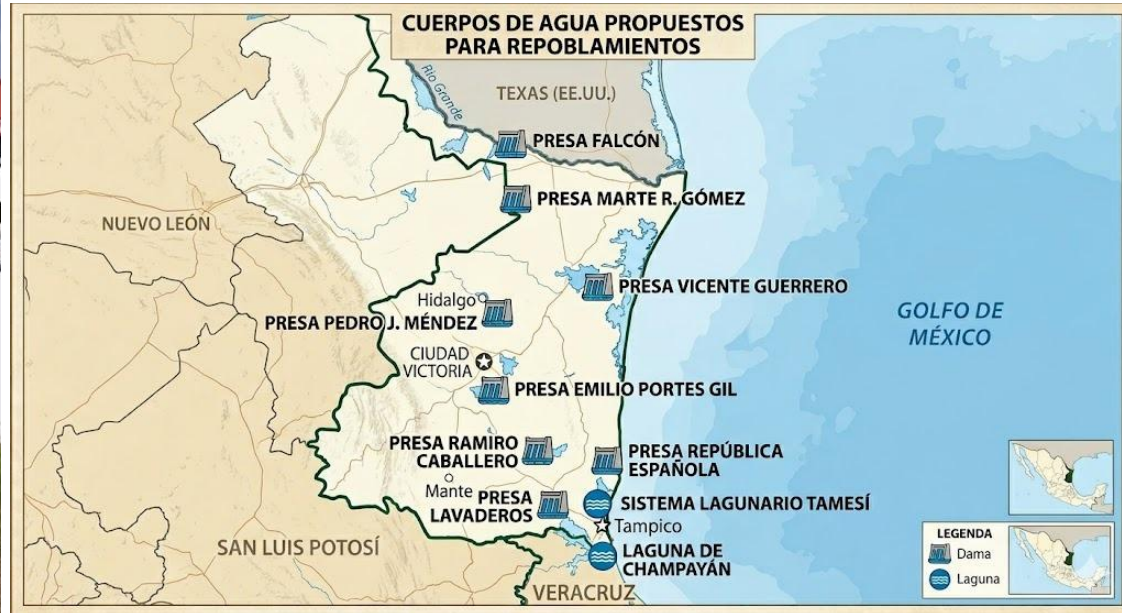 CUERPOS DE AGUA PROPUESTOS
PARA REPOBLAMIENTOS
Rio Grande
TEXAS (EE.UU.)
PRESA FALCÓN
PRESA MARTE R. GÓMEZ
NUEVO LEÓN
PRESA VICENTE GUERRERO
Hidalgo
PRESA PEDRO J. MÉNDEZ
GOLFO DE
MÉXICO
CIUDAD
VICTORIA
PRESA EMILIO PORTES GIL
PRESA RAMIRO
CABALLERO
PRESA REPÚBLICA
ESPAÑOLA
Mante
PRESA
LAVADEROS
SISTEMA LAGUNARIO TAMESÍ
Tampico
SAN LUIS POTOSÍ
LAGUNA DE
CHAMPAYÁN
VERACRUZ
LEGENDA
Dama
Laguna